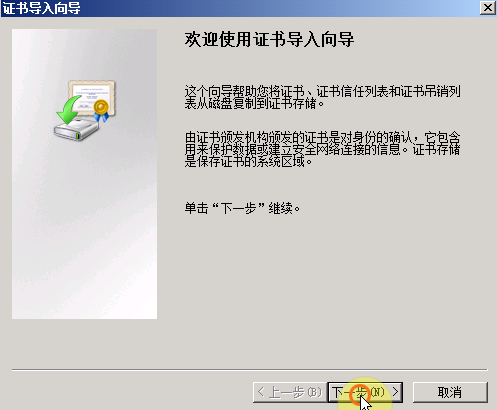 证书导入向导
欢迎使用证书导入向导
这个向导帮助您将证书、证书信任列表和证书吊销列
表从磁盘复制到证书存储。
由证书颁发机构颁发的证书是对身份的确认，它包含
用来保护数据或建立安全网络连接的信息。证书存储
是保存证书的系统区域。
单击“下一步”继续。
< 上一步(B) 下一步(N) > 取消